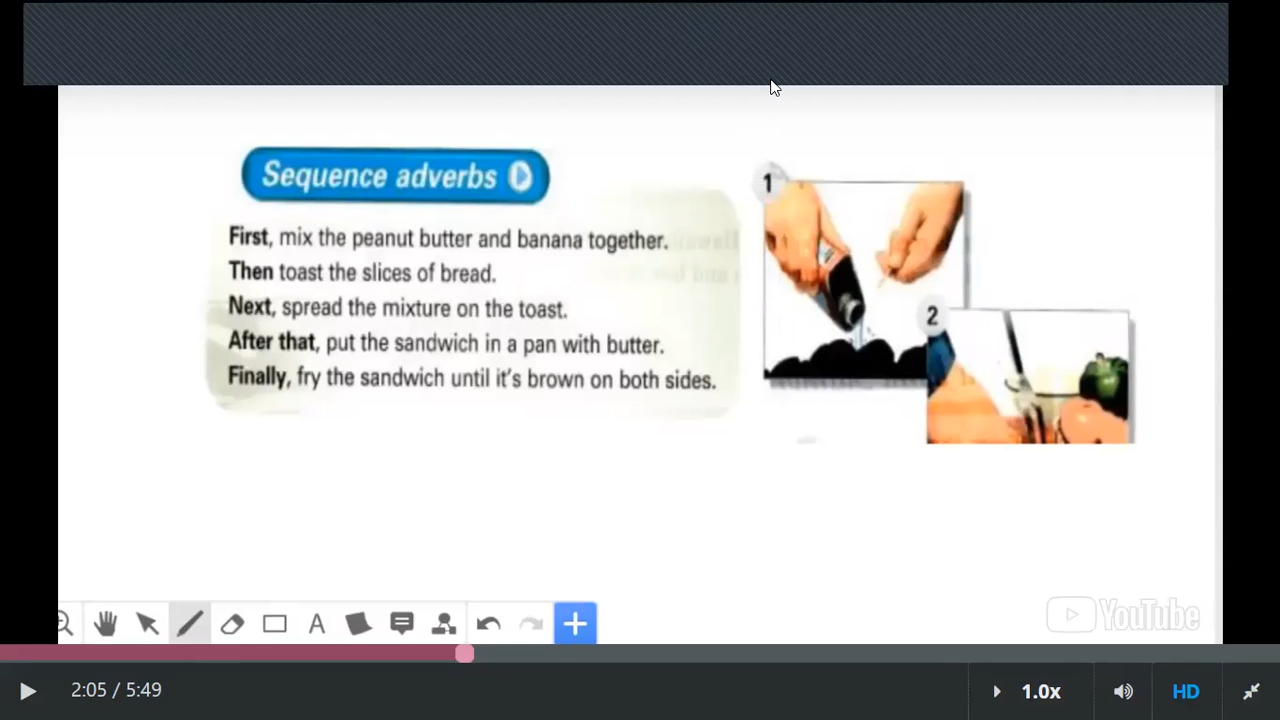 Sequence adverbs
First, mix the peanut butter and banana together.
Then toast the slices of bread.
Next, spread the mixture on the toast.
After that, put the sandwich in a pan with butter.
Finally, fry the sandwich until it's brown on both sides.
1
2
A
YouTube
2:05 / 5:49
1.0x
HD